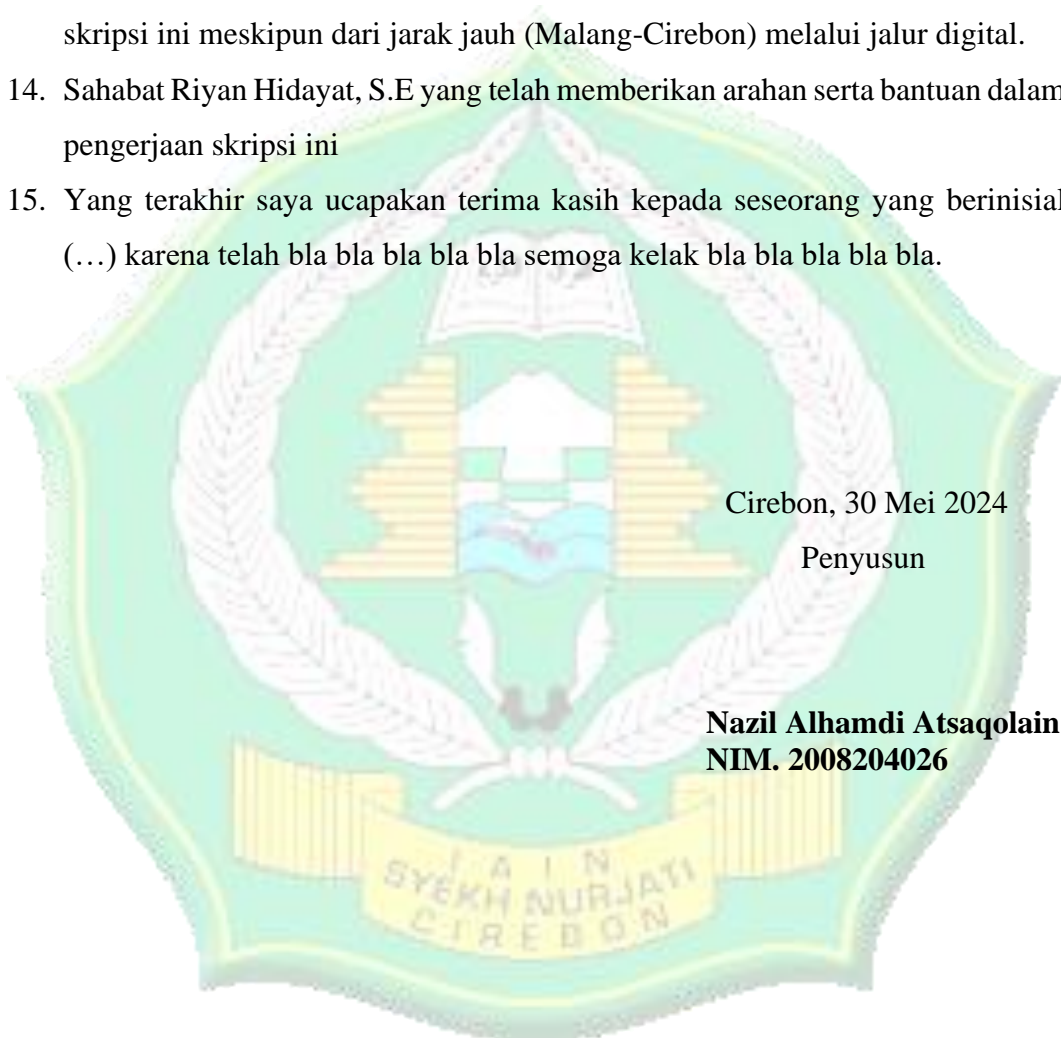 skripsi ini meskipun dari jarak jauh (Malang-Cirebon) melalui jalur digital.
14. Sahabat Riyan Hidayat, S.E yang telah memberikan arahan serta bantuan dalam
pengerjaan skripsi ini
15. Yang terakhir saya ucapakan terima kasih kepada seseorang yang berinisial
(…) karena telah bla bla bla bla bla semoga kelak bla bla bla bla bla.
Cirebon, 30 Mei 2024
Penyusun
Nazil Alhamdi Atsaqolain
NIM. 2008204026
IAIN
SYEKH NURJATI
CIREBON